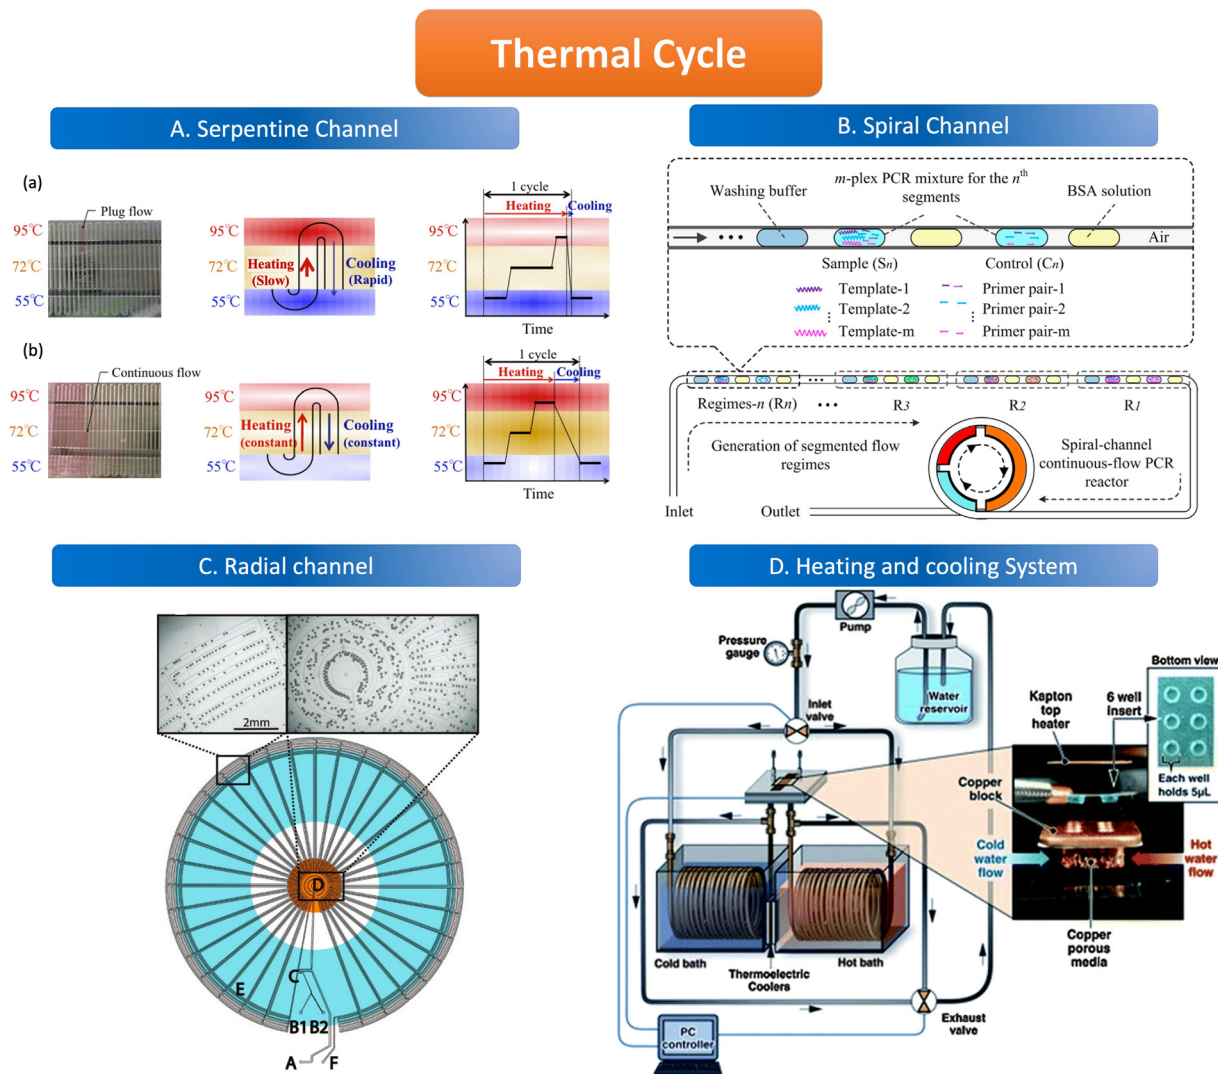 Thermal Cycle
A. Serpentine Channel
(a)
Plug flow
95℃
72℃
55℃
95℃
72℃
55℃
Heating
(Slow)
Cooling
(Rapid)
1 cycle
Heating
Cooling
95℃
72℃
55℃
Time
(b)
Continuous flow
95℃
72℃
55℃
95℃
72℃
55℃
Heating
(constant)
Cooling
(constant)
1 cycle
Heating
Cooling
95℃
72℃
55℃
Time
B. Spiral Channel
Washing buffer
m-plex PCR mixture for the nth
segments
BSA solution
Air
Sample (Sn)
Control (Cn)
Template-1
Primer pair-1
Template-2
Primer pair-2
Template-m
Primer pair-m
Regimes-n (Rn)
R3
R2
R1
Generation of segmented flow
regimes
Spiral-channel
continuous-flow PCR
reactor
Inlet
Outlet
C. Radial channel
2mm
D
C
E
B1
B2
A
F
D. Heating and cooling System
Pump
Pressure
gauge
Water
reservoir
Inlet
valve
Cold bath
Thermoelectric
Coolers
Hot bath
Exhaust
valve
PC
controller
Bottom view
Kapton
top
heater
6 well
insert
Each well
holds 5µL
Copper
block
Cold
water
flow
Hot
water
flow
Copper
porous
media